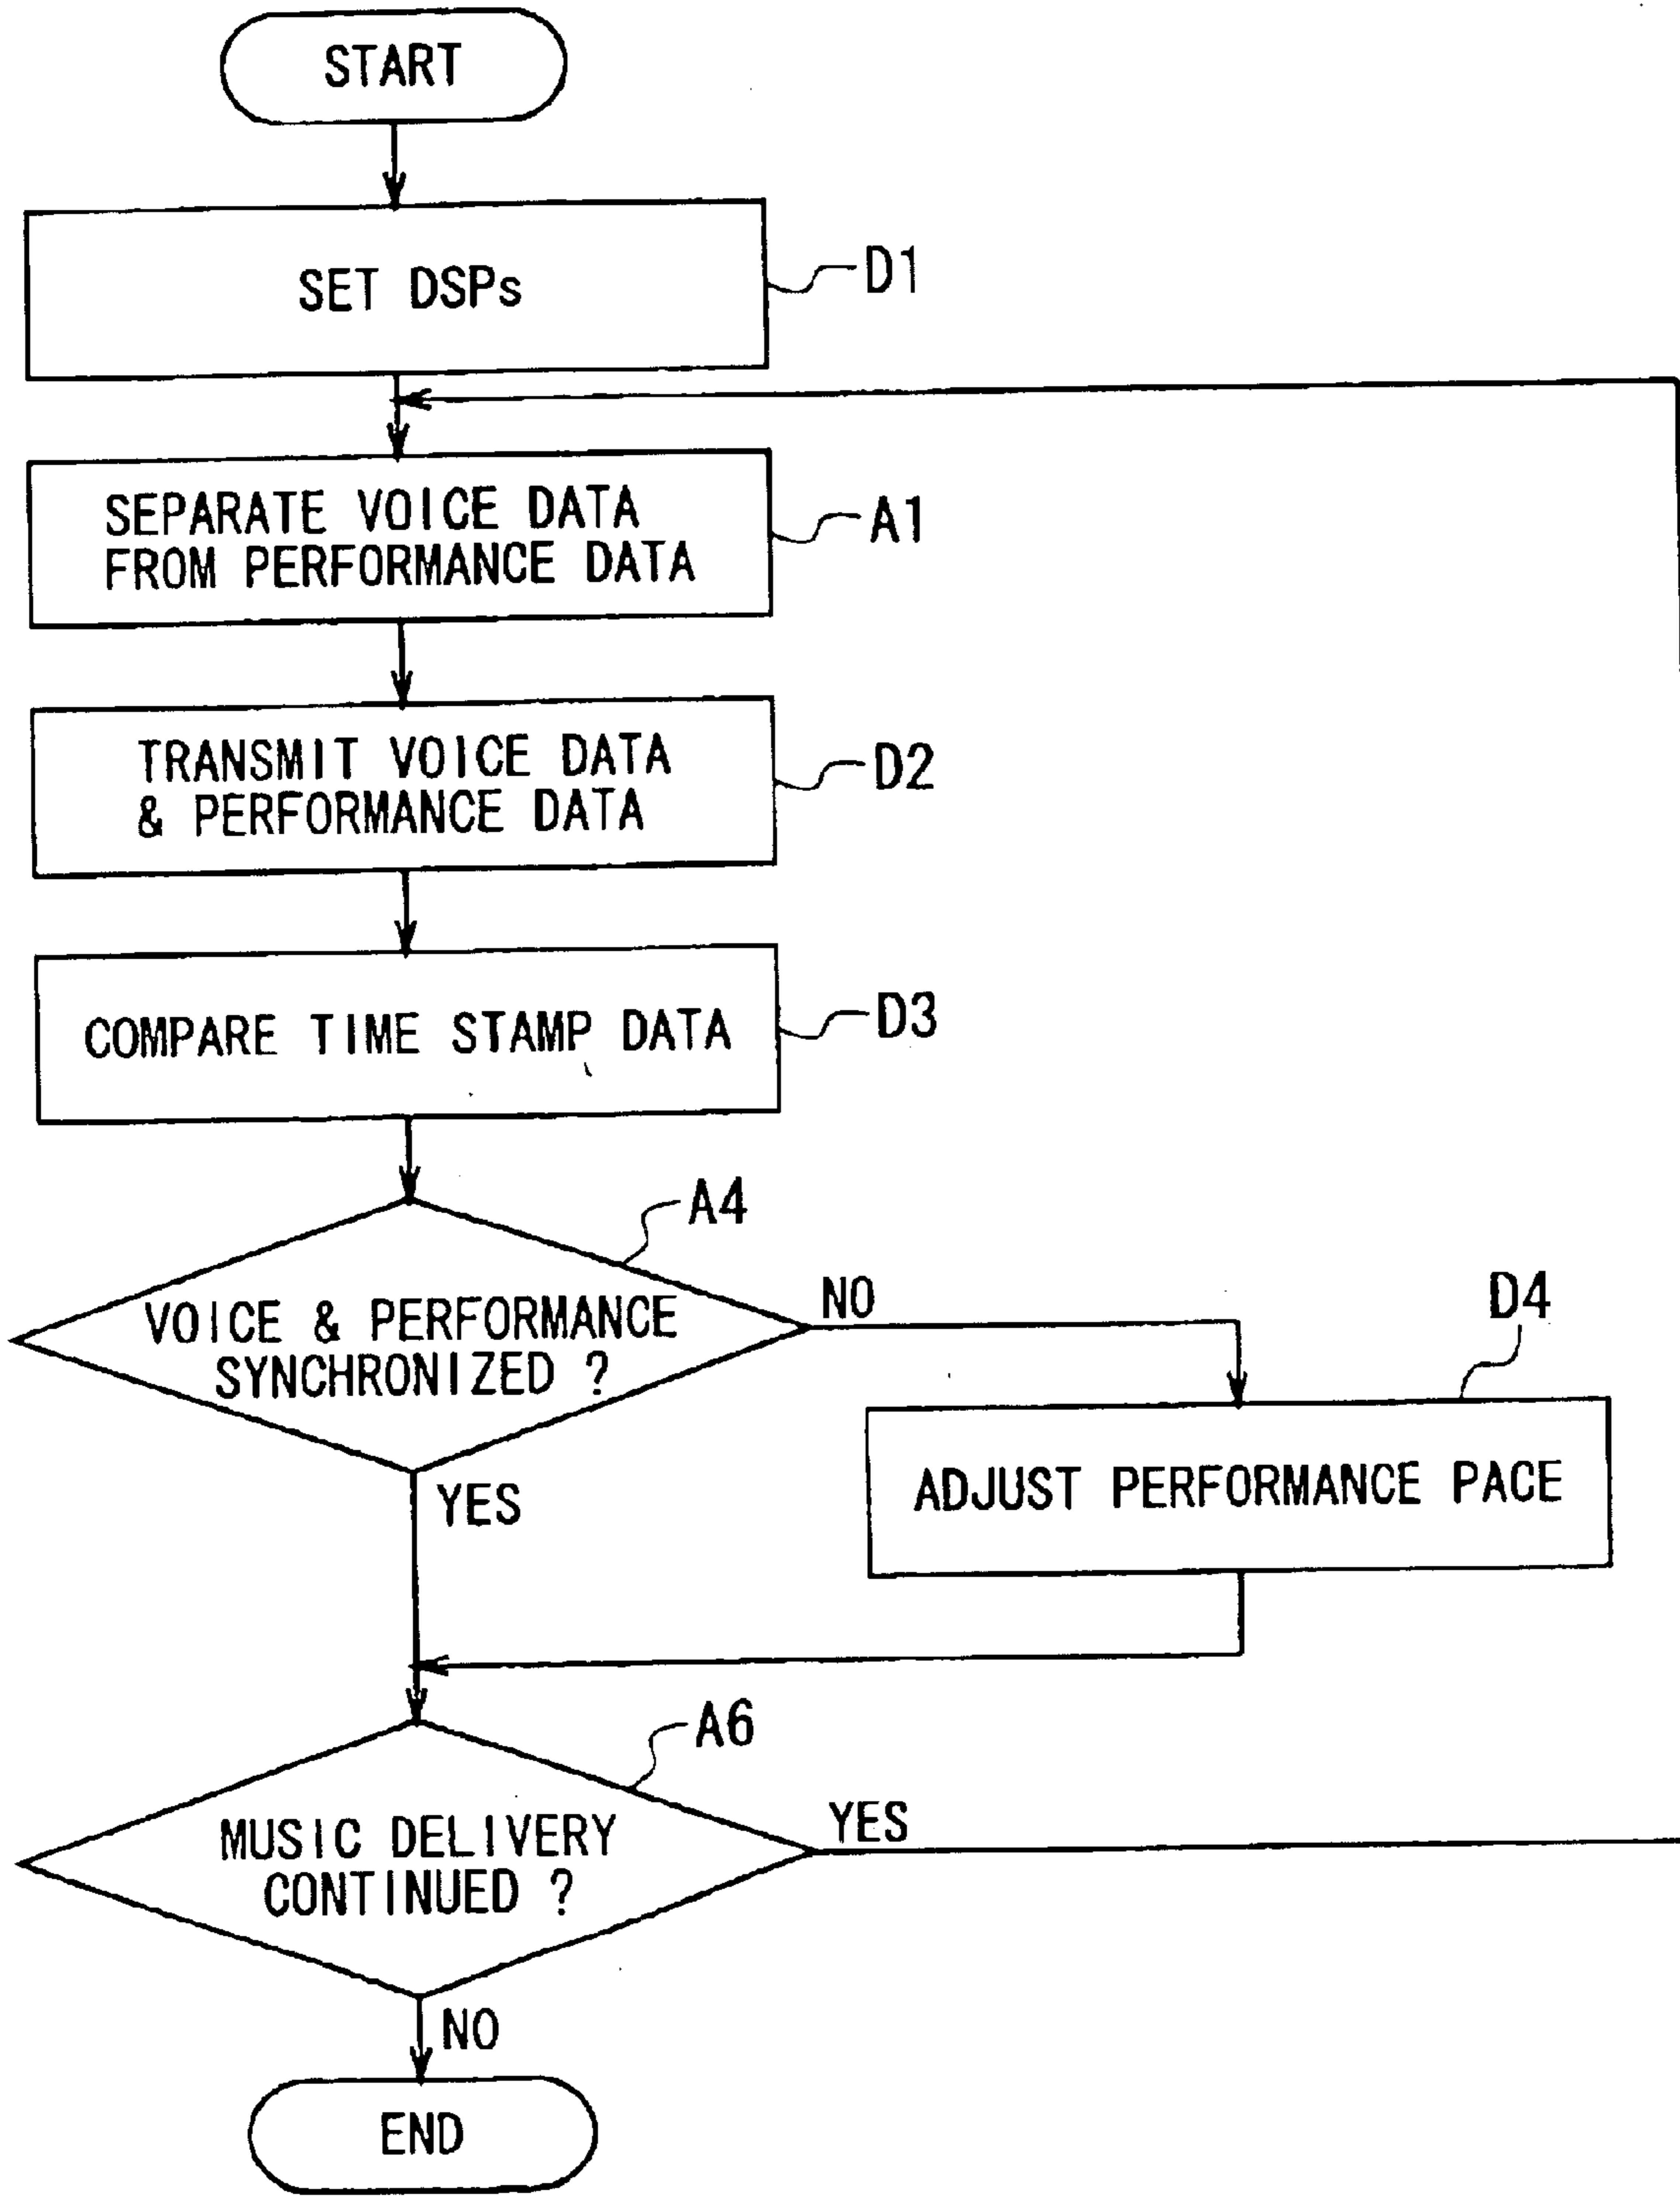 START
SET DSPs
D1
SEPARATE VOICE DATA
FROM PERFORMANCE DATA
A1
TRANSMIT VOICE DATA
& PERFORMANCE DATA
D2
COMPARE TIME STAMP DATA
D3
A4
VOICE & PERFORMANCE
SYNCHRONIZED ?
NO
D4
ADJUST PERFORMANCE PACE
YES
A6
MUSIC DELIVERY
CONTINUED ?
YES
NO
END